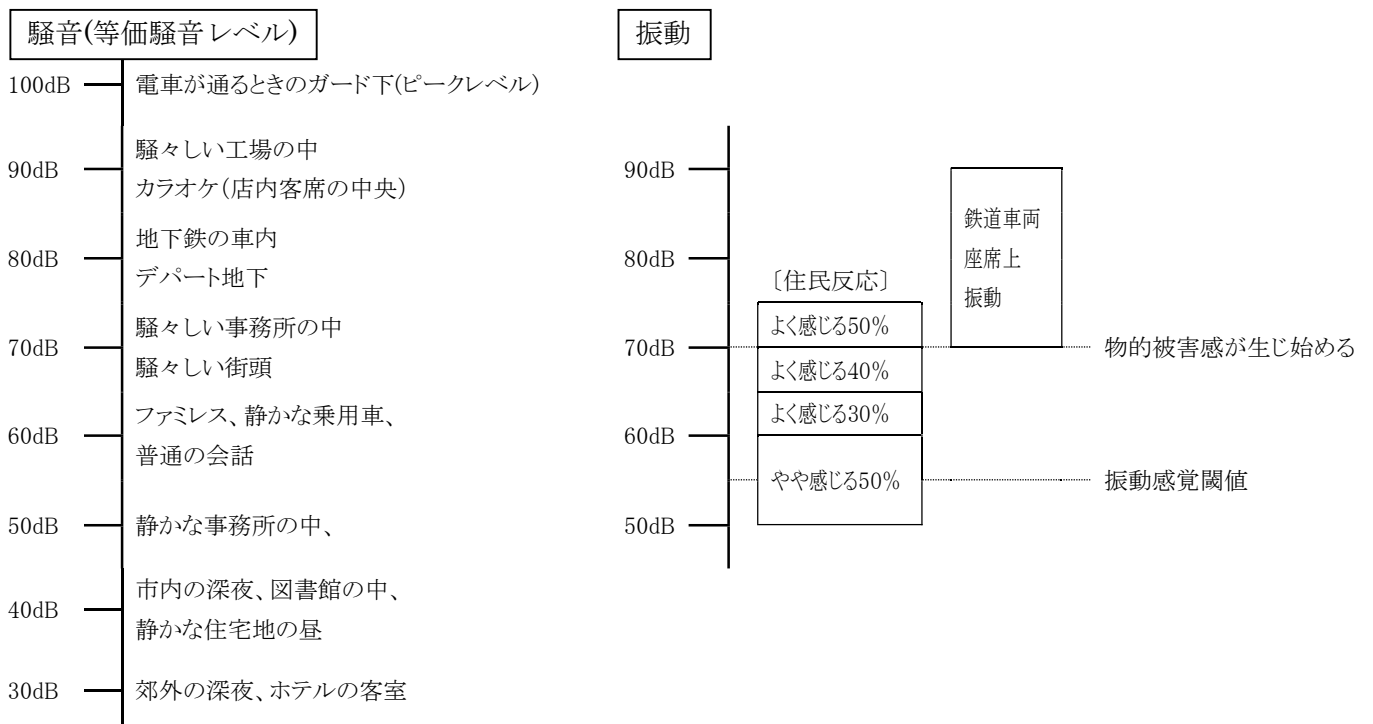 騒音(等価騒音レベル)
100dB 電車が通るときのガード下(ピークレベル)
騒々しい工場の中
90dB
カラオケ(店内客席の中央)
地下鉄の車内
80dB
デパート地下
騒々しい事務所の中
70dB
騒々しい街頭
ファミレス、静かな乗用車、
60dB
普通の会話
50dB 静かな事務所の中、
市内の深夜、図書館の中、
40dB
静かな住宅地の昼
30dB 郊外の深夜、ホテルの客室
振動
90dB
80dB
70dB
60dB
50dB
〔住民反応〕
よく感じる50%
よく感じる40%
よく感じる30%
やや感じる50%
鉄道車両
座席上
振動
物的被害感が生じ始める
振動感覚閾値